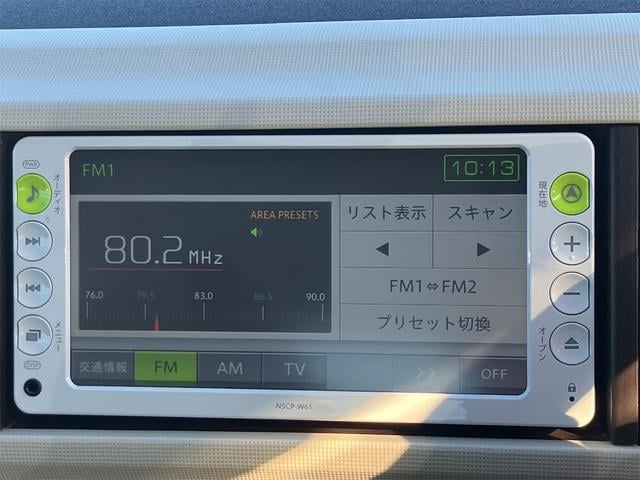 PWR
オーディオ
メニュー
DISP
FM1
10:13
AREA PRESETS
80.2 MHz
76.0 79.5 83.0 86.5 90.0
リスト表示 スキャン
FM1⇔FM2
プリセット切換
交通情報 FM AM TV >> OFF
現在地
オープン
NSCP-W61